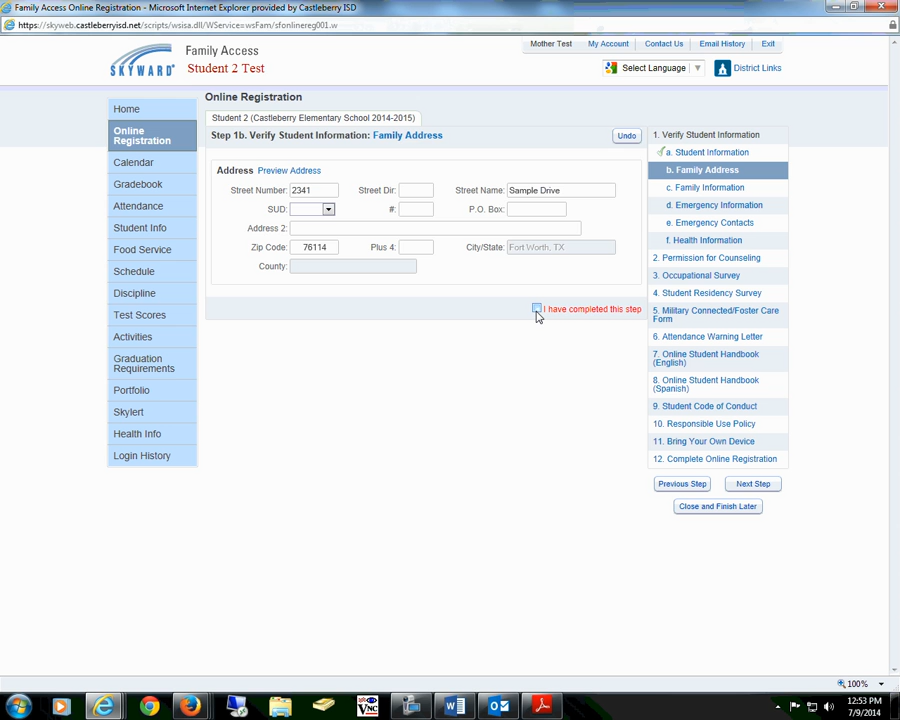 Family Access Online Registration - Microsoft Internet Explorer provided by Castleberry ISD
https://skyweb.castleberryisd.net/scripts/wsisa.dll/WService=wsFam/sfonlinereg001.w
SKYWARD
Family Access
Student 2 Test
Mother Test My Account Contact Us Email History Exit
Select Language District Links
Home
Online
Registration
Calendar
Gradebook
Attendance
Student Info
Food Service
Schedule
Discipline
Test Scores
Activities
Graduation
Requirements
Portfolio
Skylert
Health Info
Login History
Online Registration
Student 2 (Castleberry Elementary School 2014-2015)
Step 1b. Verify Student Information: Family Address Undo
Address Preview Address
Street Number: 2341 Street Dir: Street Name: Sample Drive
SUD: #: P.O. Box:
Address 2:
Zip Code: 76114 Plus 4: City/State: Fort Worth, TX
County:
I have completed this step
1. Verify Student Information
a. Student Information
b. Family Address
c. Family Information
d. Emergency Information
e. Emergency Contacts
f. Health Information
2. Permission for Counseling
3. Occupational Survey
4. Student Residency Survey
5. Military Connected/Foster Care
Form
6. Attendance Warning Letter
7. Online Student Handbook
(English)
8. Online Student Handbook
(Spanish)
9. Student Code of Conduct
10. Responsible Use Policy
11. Bring Your Own Device
12. Complete Online Registration
Previous Step Next Step
Close and Finish Later
100%
12:53 PM
7/9/2014